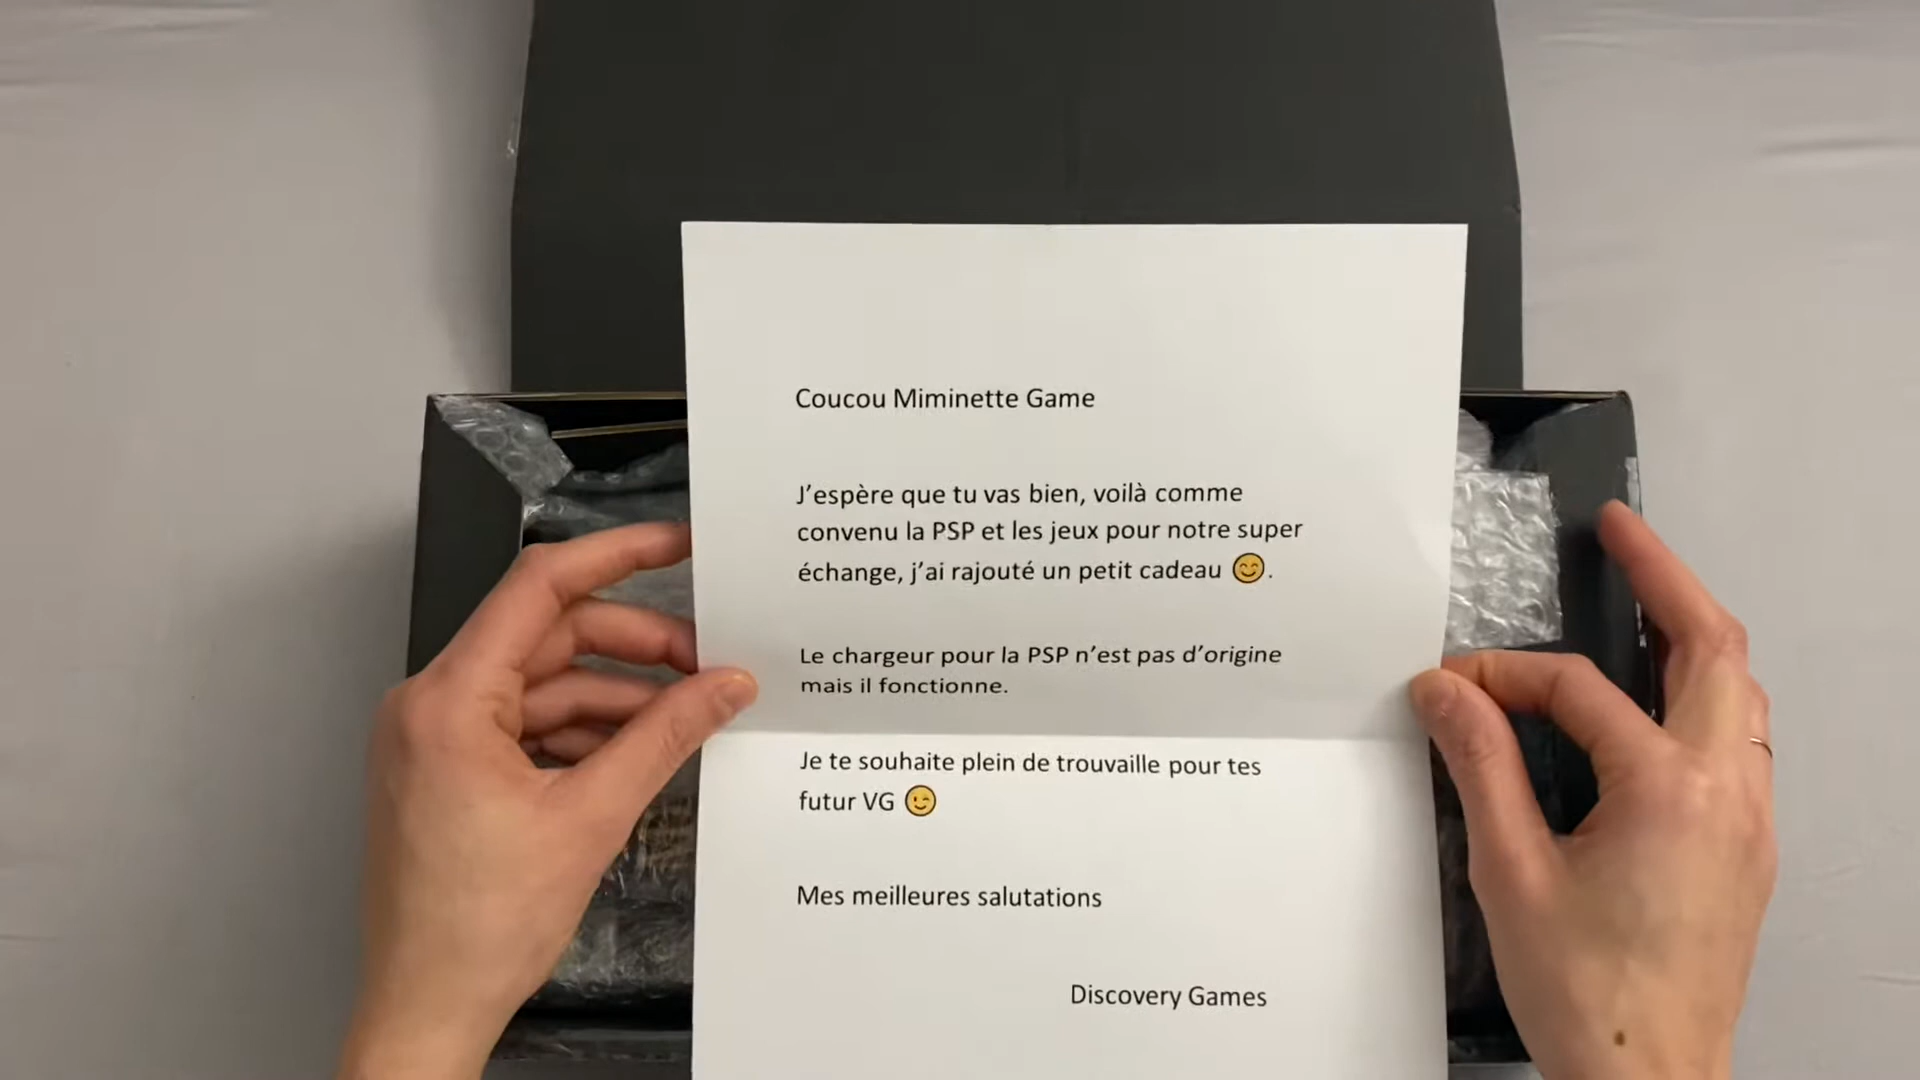 Coucou Miminette Game
J’espère que tu vas bien, voilà comme
convenu la PSP et les jeux pour notre super
échange, j’ai rajouté un petit cadeau 😊.
Le chargeur pour la PSP n’est pas d’origine
mais il fonctionne.
Je te souhaite plein de trouvaille pour tes
futur VG 😉
Mes meilleures salutations
Discovery Games